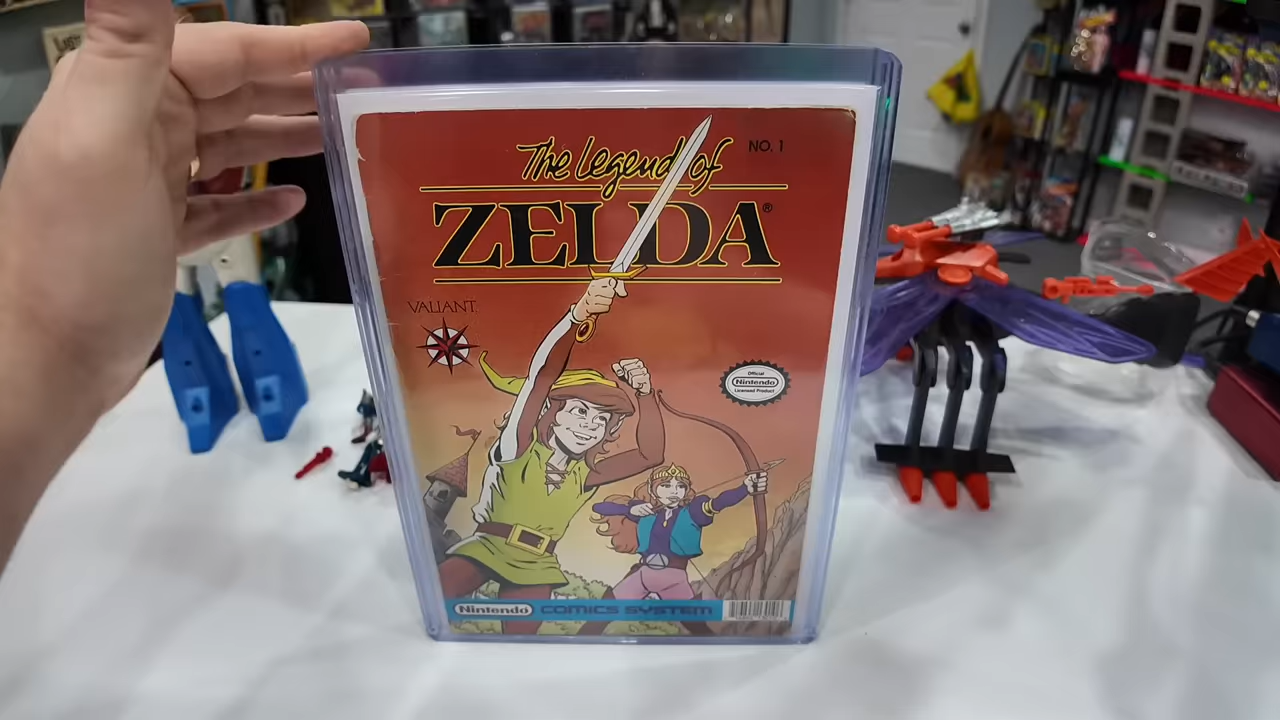 The Legend of
NO. 1
ZELDA®
VALIANT.
Official
Nintendo
Licensed Product
Nintendo COMICS SYSTEM